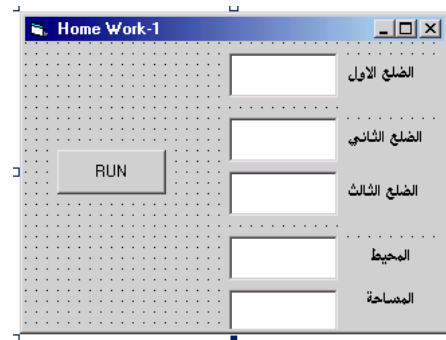 Home Work-1
الضلع الاول
الضلع الثاني
RUN
الضلع الثالث
المحيط
المساحة